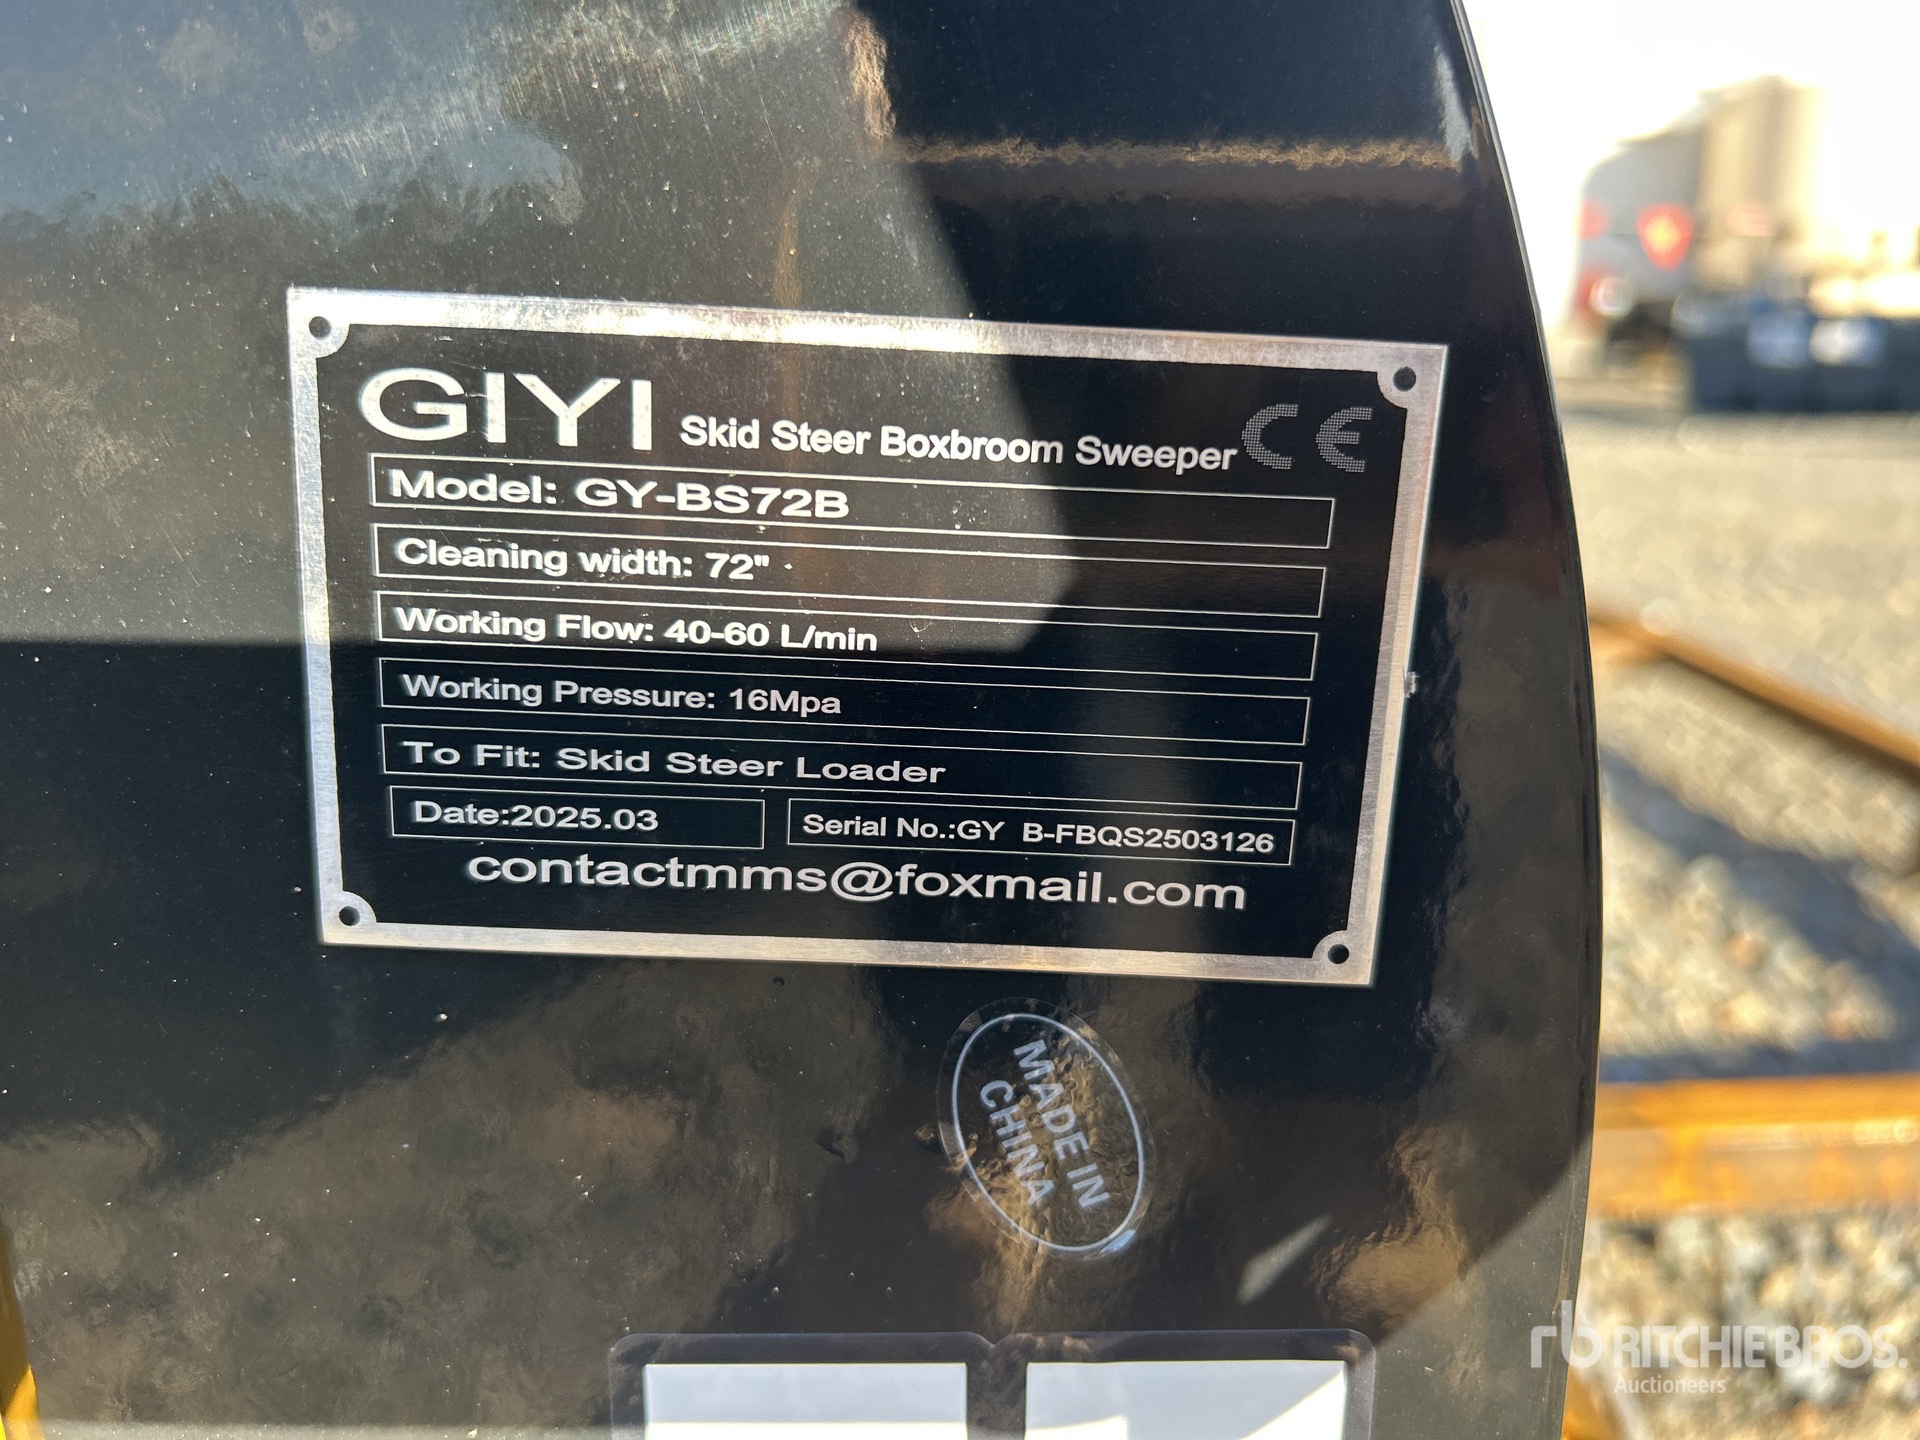 GIYI Skid Steer Boxbroom Sweeper CE
Model: GY-BS72B
Cleaning width: 72"
Working Flow: 40-60 L/min
Working Pressure: 16Mpa
To Fit: Skid Steer Loader
Date:2025.03 Serial No.:GY B-FBQS2503126
contactmms@foxmail.com
MADE IN
CHINA
rb RITCHIE BROS.
Auctioneers